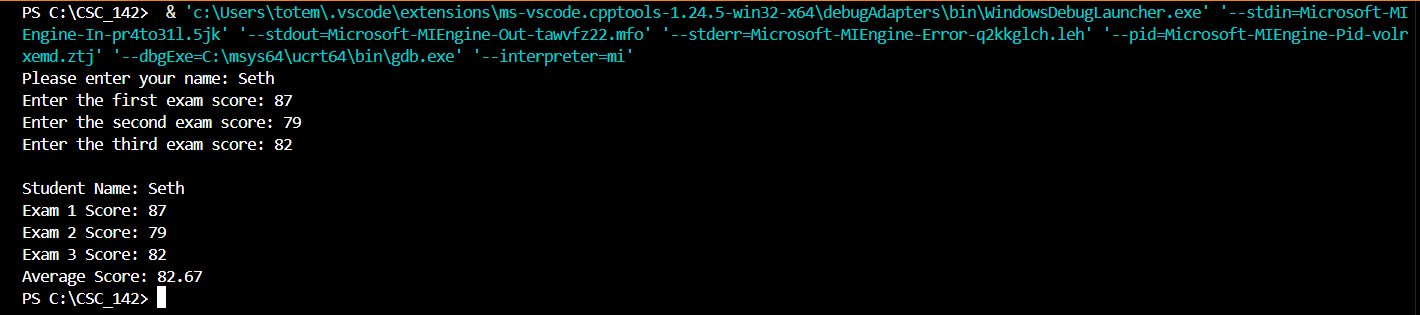 PS C:\CSC_142>  & 'c:\Users\totem\.vscode\extensions\ms-vscode.cpptools-1.24.5-win32-x64\debugAdapters\bin\WindowsDebugLauncher.exe' '--stdin=Microsoft-MI
Engine-In-pr4to31l.5jk' '--stdout=Microsoft-MIEngine-Out-tawvfz22.mfo' '--stderr=Microsoft-MIEngine-Error-q2kkglch.leh' '--pid=Microsoft-MIEngine-Pid-volr
xemd.ztj' '--dbgExe=C:\msys64\ucrt64\bin\gdb.exe' '--interpreter=mi'
Please enter your name: Seth
Enter the first exam score: 87
Enter the second exam score: 79
Enter the third exam score: 82

Student Name: Seth
Exam 1 Score: 87
Exam 2 Score: 79
Exam 3 Score: 82
Average Score: 82.67
PS C:\CSC_142>